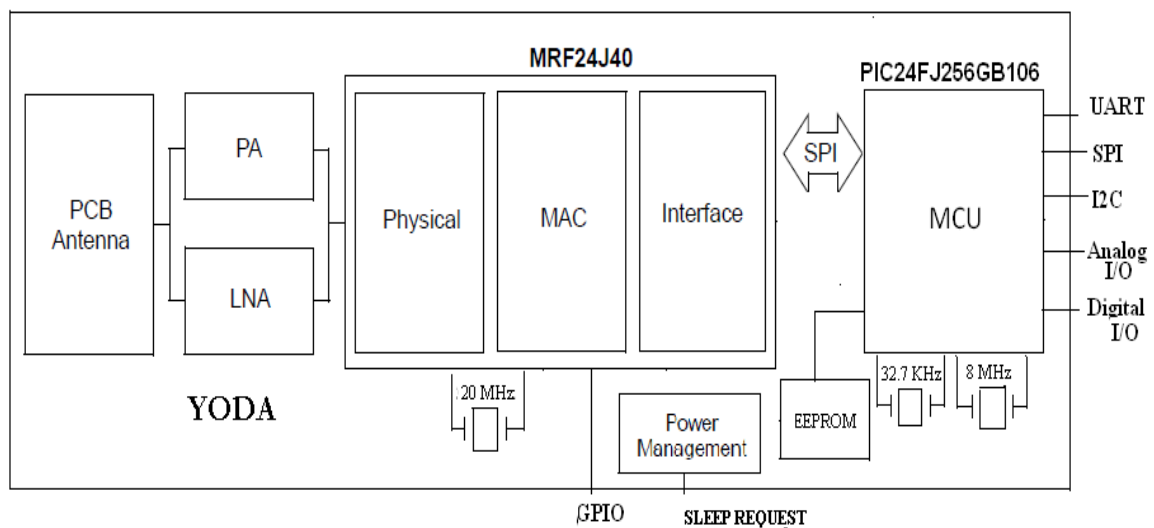 MRF24J40
PIC24FJ256GB106
PCB
Antenna
PA
LNA
Physical
MAC
Interface
SPI
MCU
UART
SPI
I2C
Analog
I/O
Digital
I/O
YODA
20 MHz
Power
Management
EEPROM
32.7 KHz
8 MHz
GPIO
SLEEP REQUEST